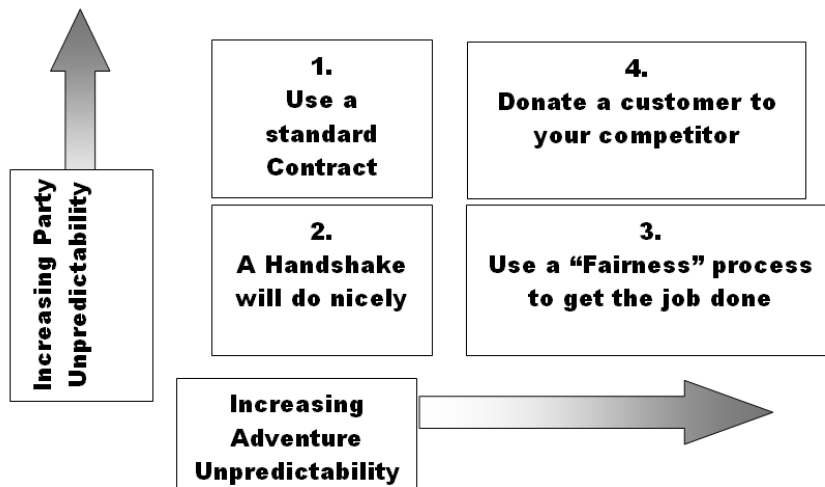 1.
Use a
standard
Contract
4.
Donate a customer to
your competitor
Increasing Party
Unpredictability
2.
A Handshake
will do nicely
3.
Use a “Fairness” process
to get the job done
Increasing
Adventure
Unpredictability